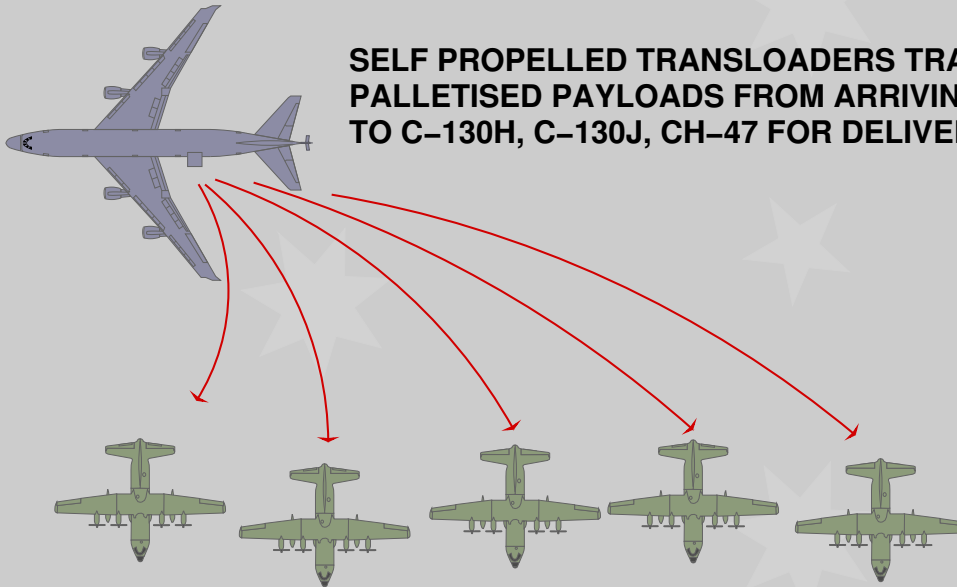 SELF PROPELLED TRANSLOADERS TRA
PALLETISED PAYLOADS FROM ARRIVIN
TO C−130H, C−130J, CH−47 FOR DELIVE